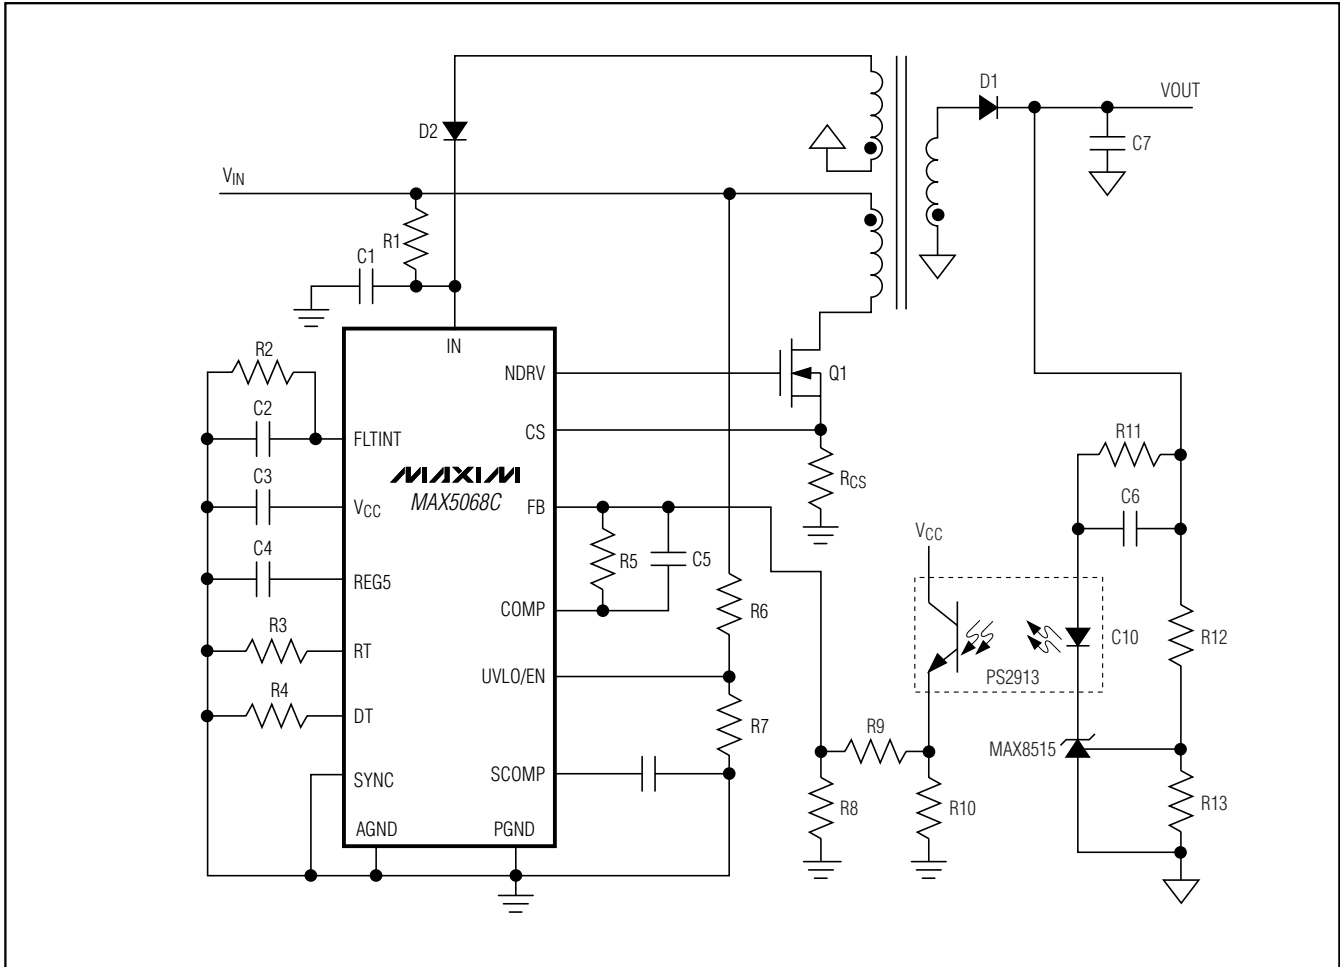 D1
VOUT
D2
C7
VIN
R1
C1
R2
IN
NDRV
Q1
C2
FLTINT
CS
R11
C3
MAXIM
MAX5068C
RCS
VCC
FB
C6
VCC
C4
R5
C5
REG5
COMP
R6
R3
C10
R12
RT
UVLO/EN
PS2913
R4
DT
R7
R9
MAX8515
SYNC
SCOMP
R8
R10
R13
AGND
PGND